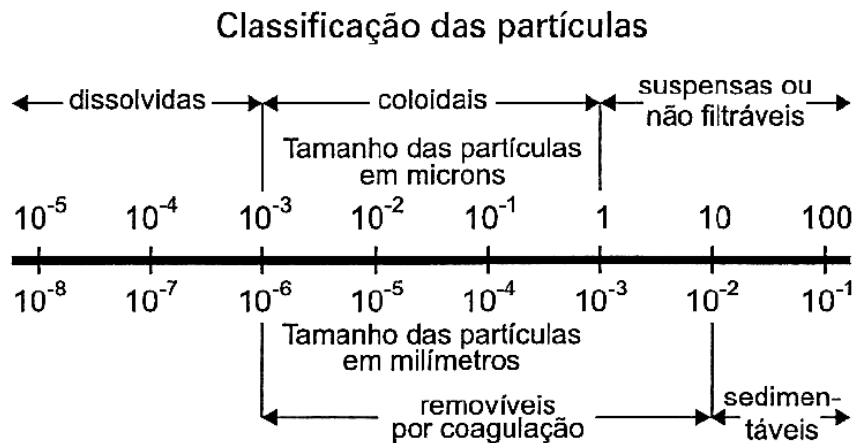 Classificação das partículas
dissolvidas
coloidais
suspensas ou
não filtráveis
Tamanho das partículas
em microns
10⁻⁵ 10⁻⁴ 10⁻³ 10⁻² 10⁻¹ 1 10 100
10⁻⁸ 10⁻⁷ 10⁻⁶ 10⁻⁵ 10⁻⁴ 10⁻³ 10⁻² 10⁻¹
Tamanho das partículas
em milímetros
removíveis
por coagulação
sedimen-
táveis